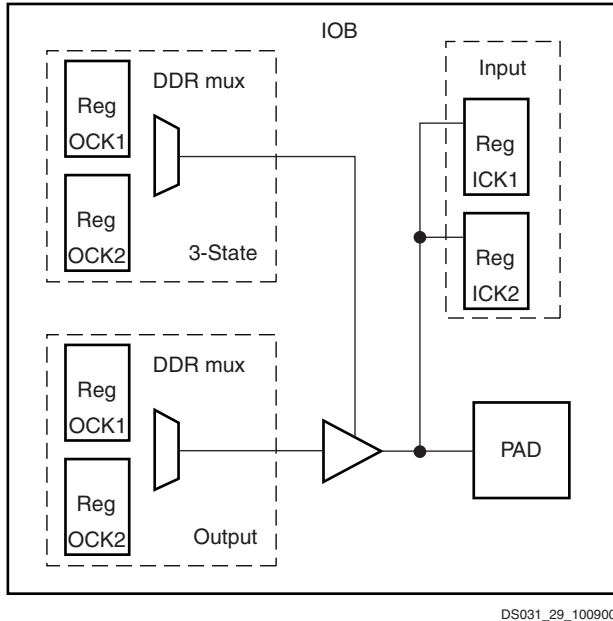 IOB
DDR mux
Reg
OCK1
Reg
OCK2
3-State
Input
Reg
ICK1
Reg
ICK2
DDR mux
Reg
OCK1
Reg
OCK2
Output
PAD
DS031_29_100900